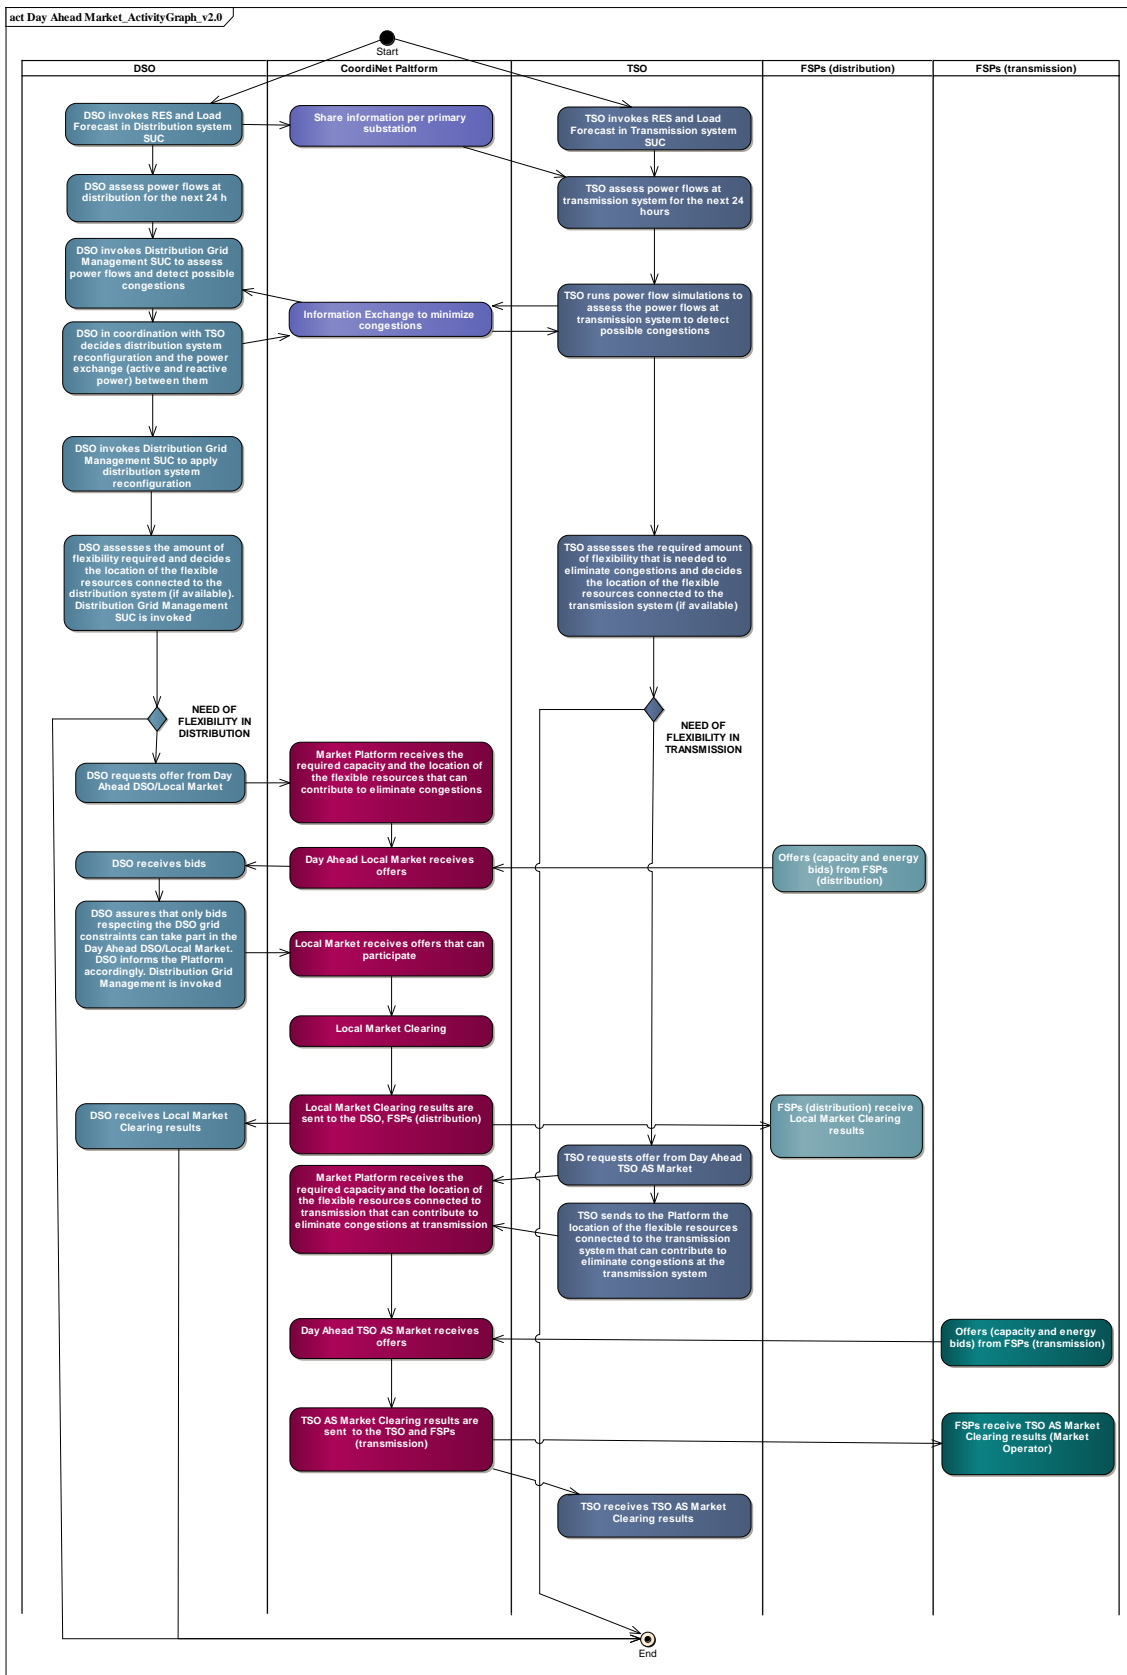 act Day Ahead Market_ActivityGraph_v2.0
Start
DSO
CoordiNet Paltform
TSO
FSPs (distribution)
FSPs (transmission)
DSO invokes RES and Load
Forecast in Distribution system
SUC
Share information per primary
substation
TSO invokes RES and Load
Forecast in Transmission system
SUC
DSO assess power flows at
distribution for the next 24 h
TSO assess power flows at
transmission system for the next 24
hours
DSO invokes Distribution Grid
Management SUC to assess
power flows and detect possible
congestions
Information Exchange to minimize
congestions
TSO runs power flow simulations to
assess the power flows at
transmission system to detect
possible congestions
DSO in coordination with TSO
decides distribution system
reconfiguration and the power
exchange (active and reactive
power) between them
DSO invokes Distribution Grid
Management SUC to apply
distribution system
reconfiguration
DSO assesses the amount of
flexibility required and decides
the location of the flexible
resources connected to the
distribution system (if available).
Distribution Grid Management
SUC is invoked
TSO assesses the required amount
of flexibility that is needed to
eliminate congestions and decides
the location of the flexible
resources connected to the
transmission system (if available)
NEED OF
FLEXIBILITY IN
DISTRIBUTION
NEED OF
FLEXIBILITY IN
TRANSMISSION
DSO requests offer from Day
Ahead DSO/Local Market
Market Platform receives the
required capacity and the location of
the flexible resources that can
contribute to eliminate congestions
DSO receives bids
Day Ahead Local Market receives
offers
Offers (capacity and energy
bids) from FSPs
(distribution)
DSO assures that only bids
respecting the DSO grid
constraints can take part in the
Day Ahead DSO/Local Market.
DSO informs the Platform
accordingly. Distribution Grid
Management is invoked
Local Market receives offers that can
participate
Local Market Clearing
DSO receives Local Market
Clearing results
Local Market Clearing results are
sent to the DSO, FSPs (distribution)
FSPs (distribution) receive
Local Market Clearing
results
TSO requests offer from Day Ahead
TSO AS Market
Market Platform receives the
required capacity and the location of
the flexible resources connected to
transmission that can contribute to
eliminate congestions at transmission
TSO sends to the Platform the
location of the flexible resources
connected to the transmission
system that can contribute to
eliminate congestions at the
transmission system
Day Ahead TSO AS Market receives
offers
Offers (capacity and energy
bids) from FSPs (transmission)
TSO AS Market Clearing results are
sent  to the TSO and FSPs
(transmission)
FSPs receive TSO AS Market
Clearing results (Market
Operator)
TSO receives TSO AS Market
Clearing results
End